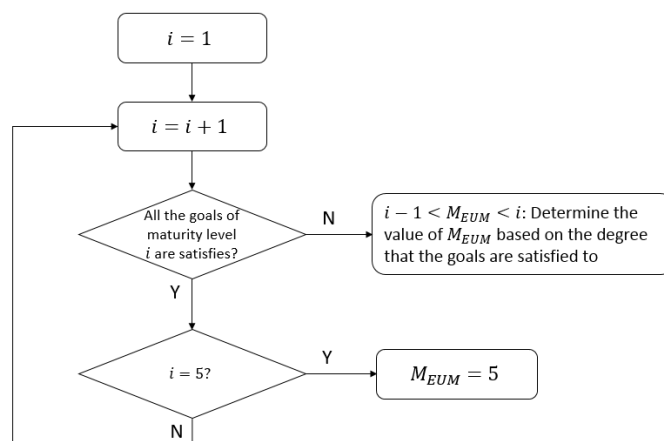 i = 1
i = i + 1
All the goals of
maturity level
i are satisfies?
N
i − 1 < M_EUM < i: Determine the
value of M_EUM based on the degree
that the goals are satisfied to
Y
i = 5?
Y
M_EUM = 5
N